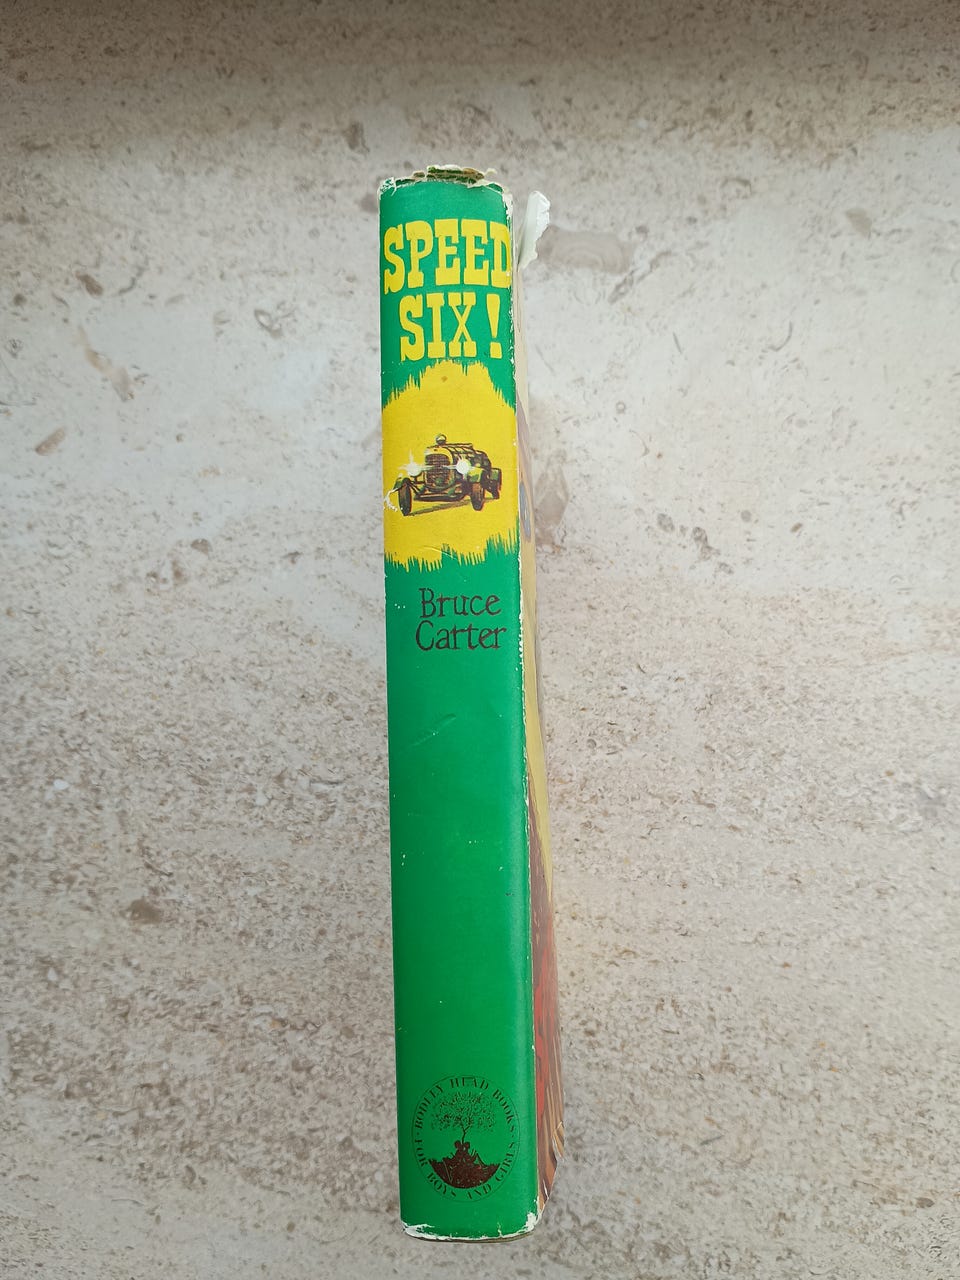 SPEED
SIX!
Bruce
Carter
· BODLEY HEAD BOOKS ·
FOR BOYS AND GIRLS